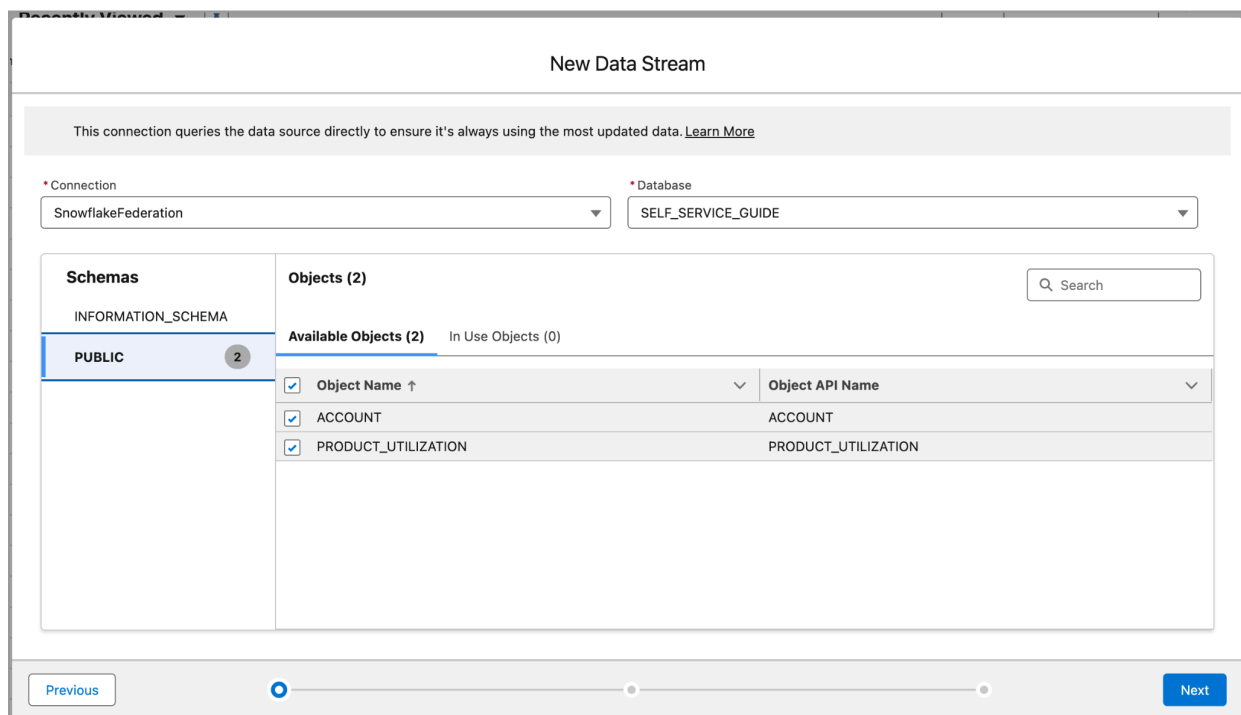 Recently Viewed
New Data Stream
This connection queries the data source directly to ensure it's always using the most updated data. Learn More
* Connection
* Database
SnowflakeFederation
SELF_SERVICE_GUIDE
Schemas
Objects (2)
Search
INFORMATION_SCHEMA
Available Objects (2) In Use Objects (0)
PUBLIC 2
Object Name ↑ Object API Name
ACCOUNT ACCOUNT
PRODUCT_UTILIZATION PRODUCT_UTILIZATION
Previous
Next